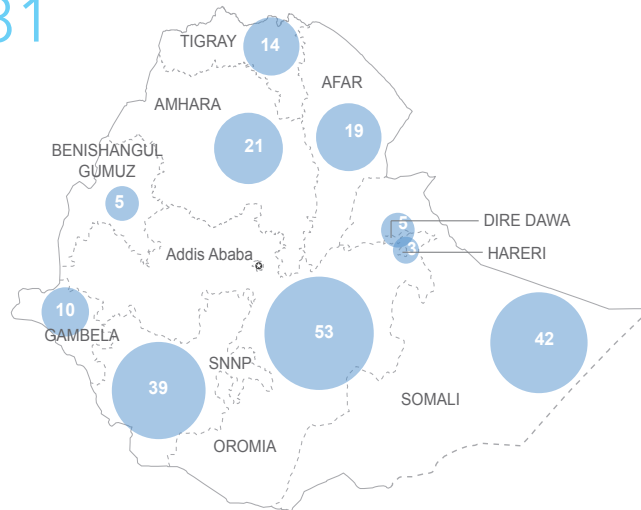 TIGRAY
14
AFAR
AMHARA
19
21
BENISHANGUL
GUMUZ
5
5
DIRE DAWA
3
HARERI
Addis Ababa
10
GAMBELA
53
42
SNNP
39
SOMALI
OROMIA